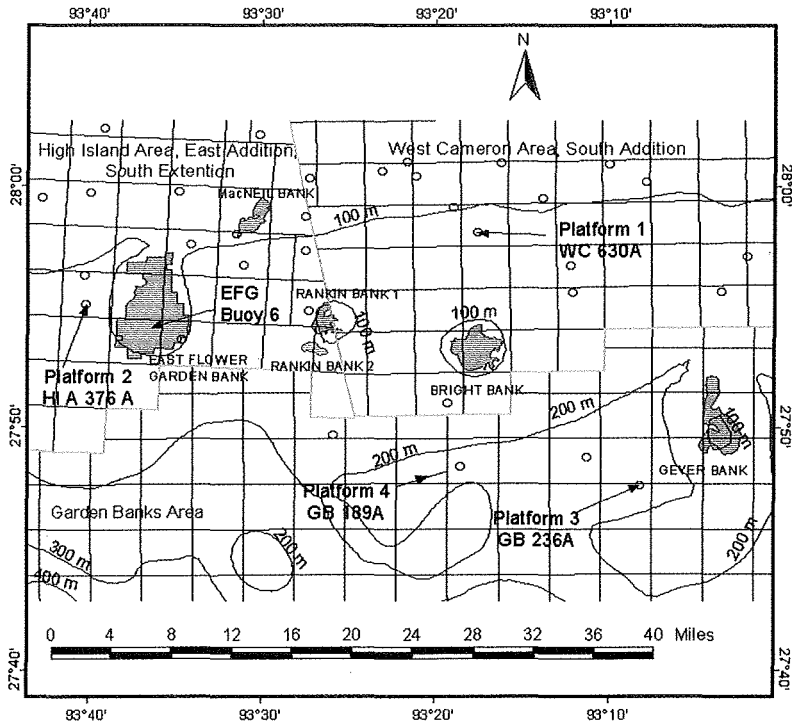 93°40'
93°30'
93°20'
93°10'
N
High Island Area, East Addition,
South Extention
West Cameron Area, South Addition
28°00'
28°00'
MacNEIL BANK
100 m
Platform 1
WC 630A
EFG
Buoy 6
RANKIN BANK 1
100 m
100 m
RANKIN BANK 2
EAST FLOWER
GARDEN BANK
BRIGHT BANK
Platform 2
HI A 376 A
27°50'
27°50'
200 m
200 m
100 m
GEYER BANK
Platform 4
GB 189A
Platform 3
GB 236A
Garden Banks Area
200 m
200 m
300 m
400 m
0 4 8 12 16 20 24 28 32 36 40 Miles
27°40'
27°40'
93°40'
93°30'
93°20'
93°10'